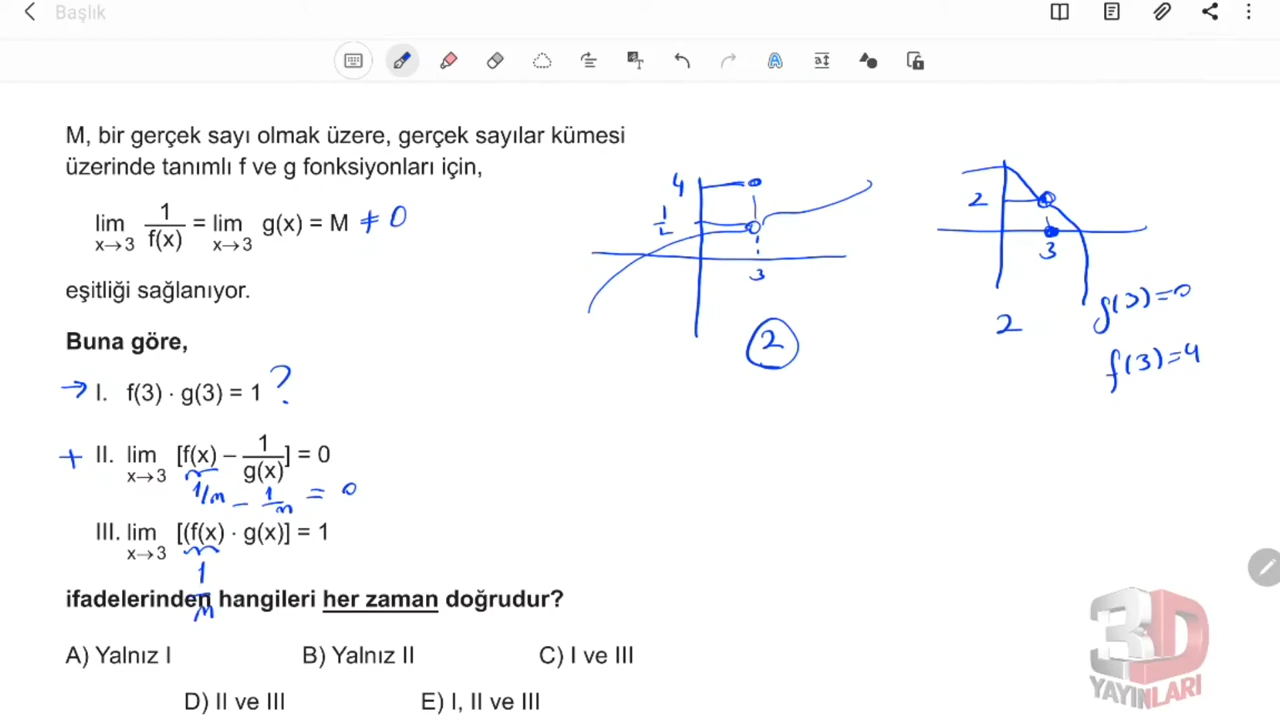 Başlık
M, bir gerçek sayı olmak üzere, gerçek sayılar kümesi
üzerinde tanımlı f ve g fonksiyonları için,
lim x→3 1/f(x) = lim x→3 g(x) = M ≠ 0
eşitliği sağlanıyor.
Buna göre,
→ I. f(3) · g(3) = 1 ?
+ II. lim x→3 [f(x) − 1/g(x)] = 0
1/m − 1/m = 0
III. lim x→3 [(f(x) · g(x)] = 1
1/M
ifadelerinden hangileri her zaman doğrudur?
A) Yalnız I B) Yalnız II C) I ve III
D) II ve III E) I, II ve III
4
1/2
3
2
2
3
2
g(3)=0
f(3)=4
3D
YAYINLARI